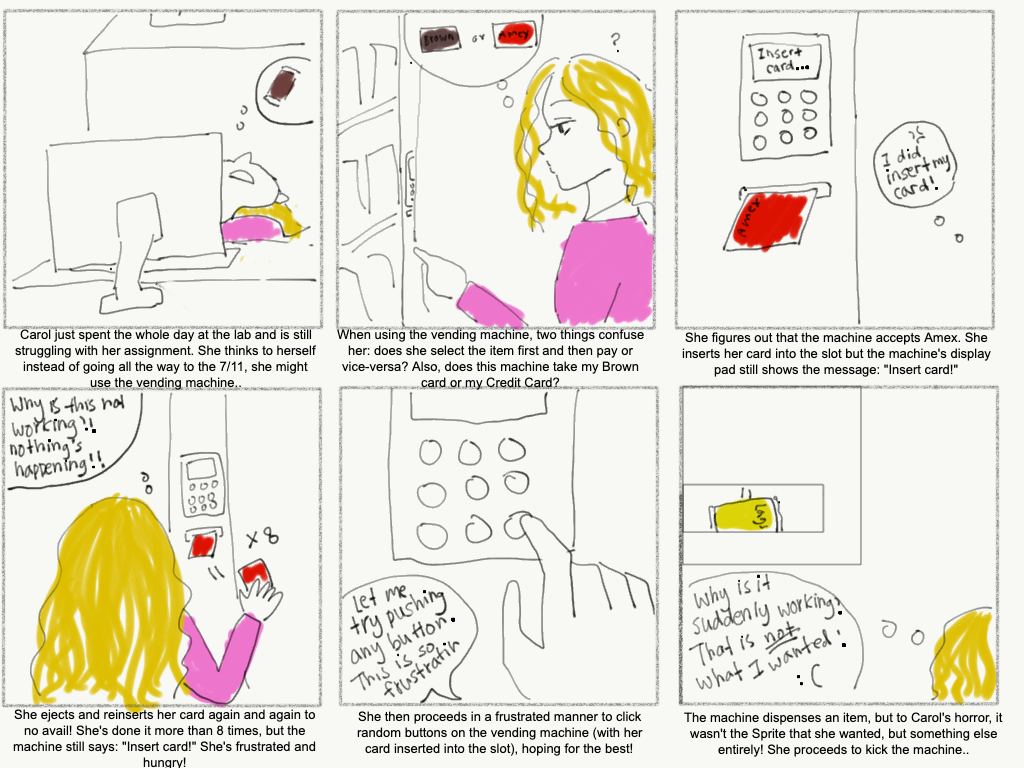 Brown or Amex
?
Insert
card...
Amex
I did
insert my
card!
Carol just spent the whole day at the lab and is still
struggling with her assignment. She thinks to herself
instead of going all the way to the 7/11, she might
use the vending machine..
When using the vending machine, two things confuse
her: does she select the item first and then pay or
vice-versa? Also, does this machine take my Brown
card or my Credit Card?
She figures out that the machine accepts Amex. She
inserts her card into the slot but the machine's display
pad still shows the message: "Insert card!"
Why is this not
working?!
nothing's
happening!!
x8
let me
try pushing
any button.
This is so
frustratin
Why is it
suddenly working?
That is not
what I wanted!
:(
She ejects and reinserts her card again and again to
no avail! She's done it more than 8 times, but the
machine still says: "Insert card!" She's frustrated and
hungry!
She then proceeds in a frustrated manner to click
random buttons on the vending machine (with her
card inserted into the slot), hoping for the best!
The machine dispenses an item, but to Carol's horror, it
wasn't the Sprite that she wanted, but something else
entirely! She proceeds to kick the machine..